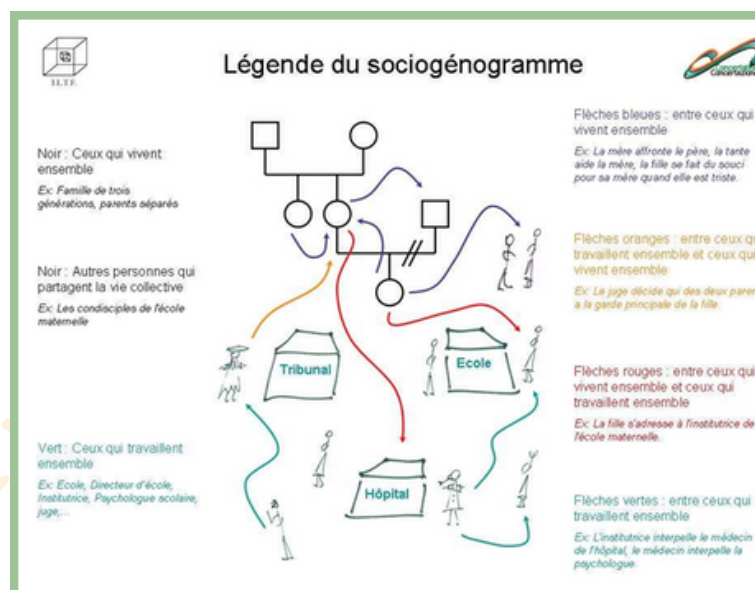 Légende du sociogénogramme
I.L.T.F.
Noir : Ceux qui vivent
ensemble
Ex: Famille de trois
générations, parents séparés
Noir : Autres personnes qui
partagent la vie collective
Ex: Les condisciples de l'école
maternelle
Vert : Ceux qui travaillent
ensemble
Ex: Ecole, Directeur d'école,
Institutrice, Psychologue scolaire,
juge,...
Tribunal
Ecole
Hôpital
Flèches bleues : entre ceux qui
vivent ensemble
Ex: La mère affronte le père, la tante
aide la mère, la fille se fait du souci
pour sa mère quand elle est triste.
Flèches oranges : entre ceux qu
travaillent ensemble et ceux qui
vivent ensemble
Ex: Le juge décide qui des deux paren
a la garde principale de la fille.
Flèches rouges : entre ceux qui
vivent ensemble et ceux qui
travaillent ensemble
Ex: La fille s'adresse à l'institutrice de
l'école maternelle.
Flèches vertes : entre ceux qui
travaillent ensemble
Ex: L'institutrice interpelle le médecin
de l'hôpital, le médecin interpelle la
psychologue.